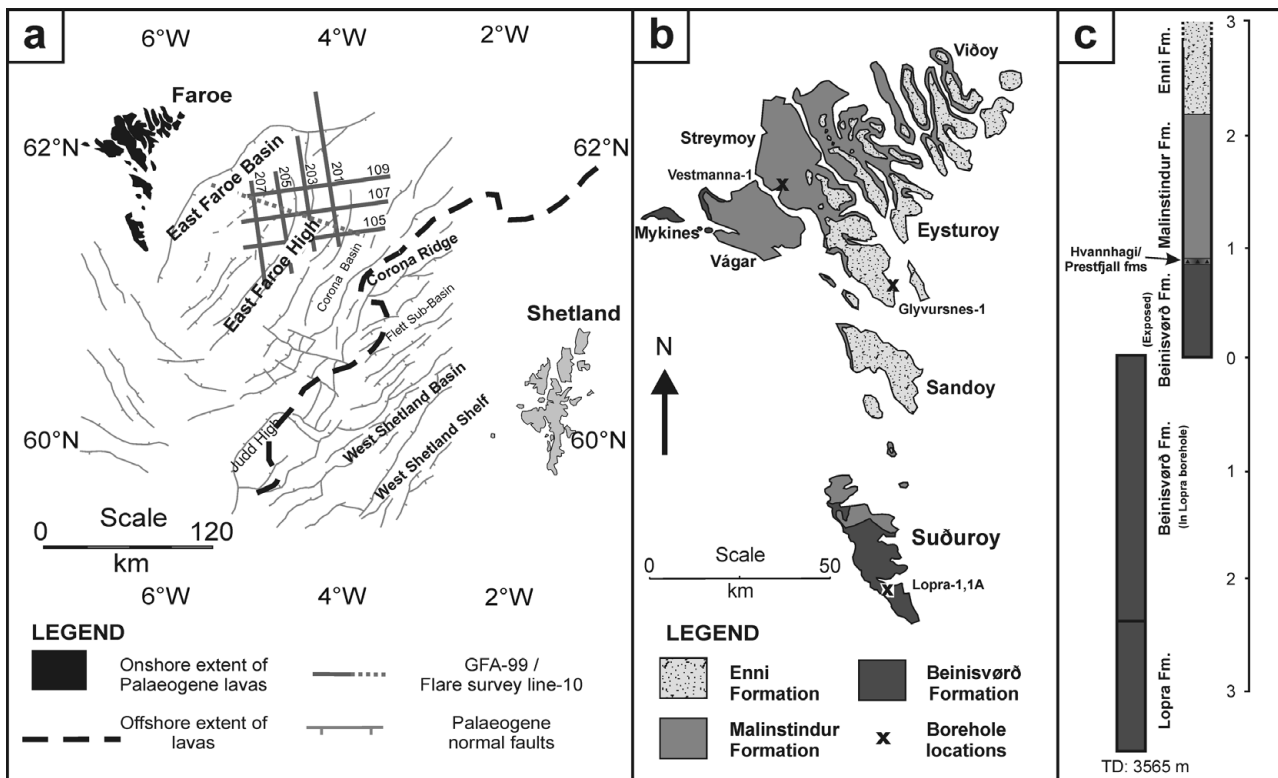 a
6°W
4°W
2°W
Faroe
62°N
62°N
East Faroe Basin
207
205
203
201
109
107
105
East Faroe High
Corona Basin
Corona Ridge
Flett Sub-Basin
Shetland
60°N
60°N
Judd High
West Shetland Basin
West Shetland Shelf
0
Scale
120
km
6°W
4°W
2°W
LEGEND
Onshore extent of
Palaeogene lavas
GFA-99 /
Flare survey line-10
Offshore extent of
lavas
Palaeogene
normal faults
b
Viðoy
Streymoy
Vestmanna-1
Mykines
Vágar
Eysturoy
Glyvursnes-1
N
Sandoy
Suðuroy
0
Scale
50
km
Lopra-1,1A
LEGEND
Enni
Formation
Beinisvørð
Formation
Malinstindur
Formation
x
Borehole
locations
c
Enni Fm.
Malinstindur Fm.
Hvannhagi/
Prestfjall fms
Beinisvørð Fm.
(Exposed)
Beinisvørð Fm.
(In Lopra borehole)
Lopra Fm.
3
2
1
0
1
2
3
TD: 3565 m